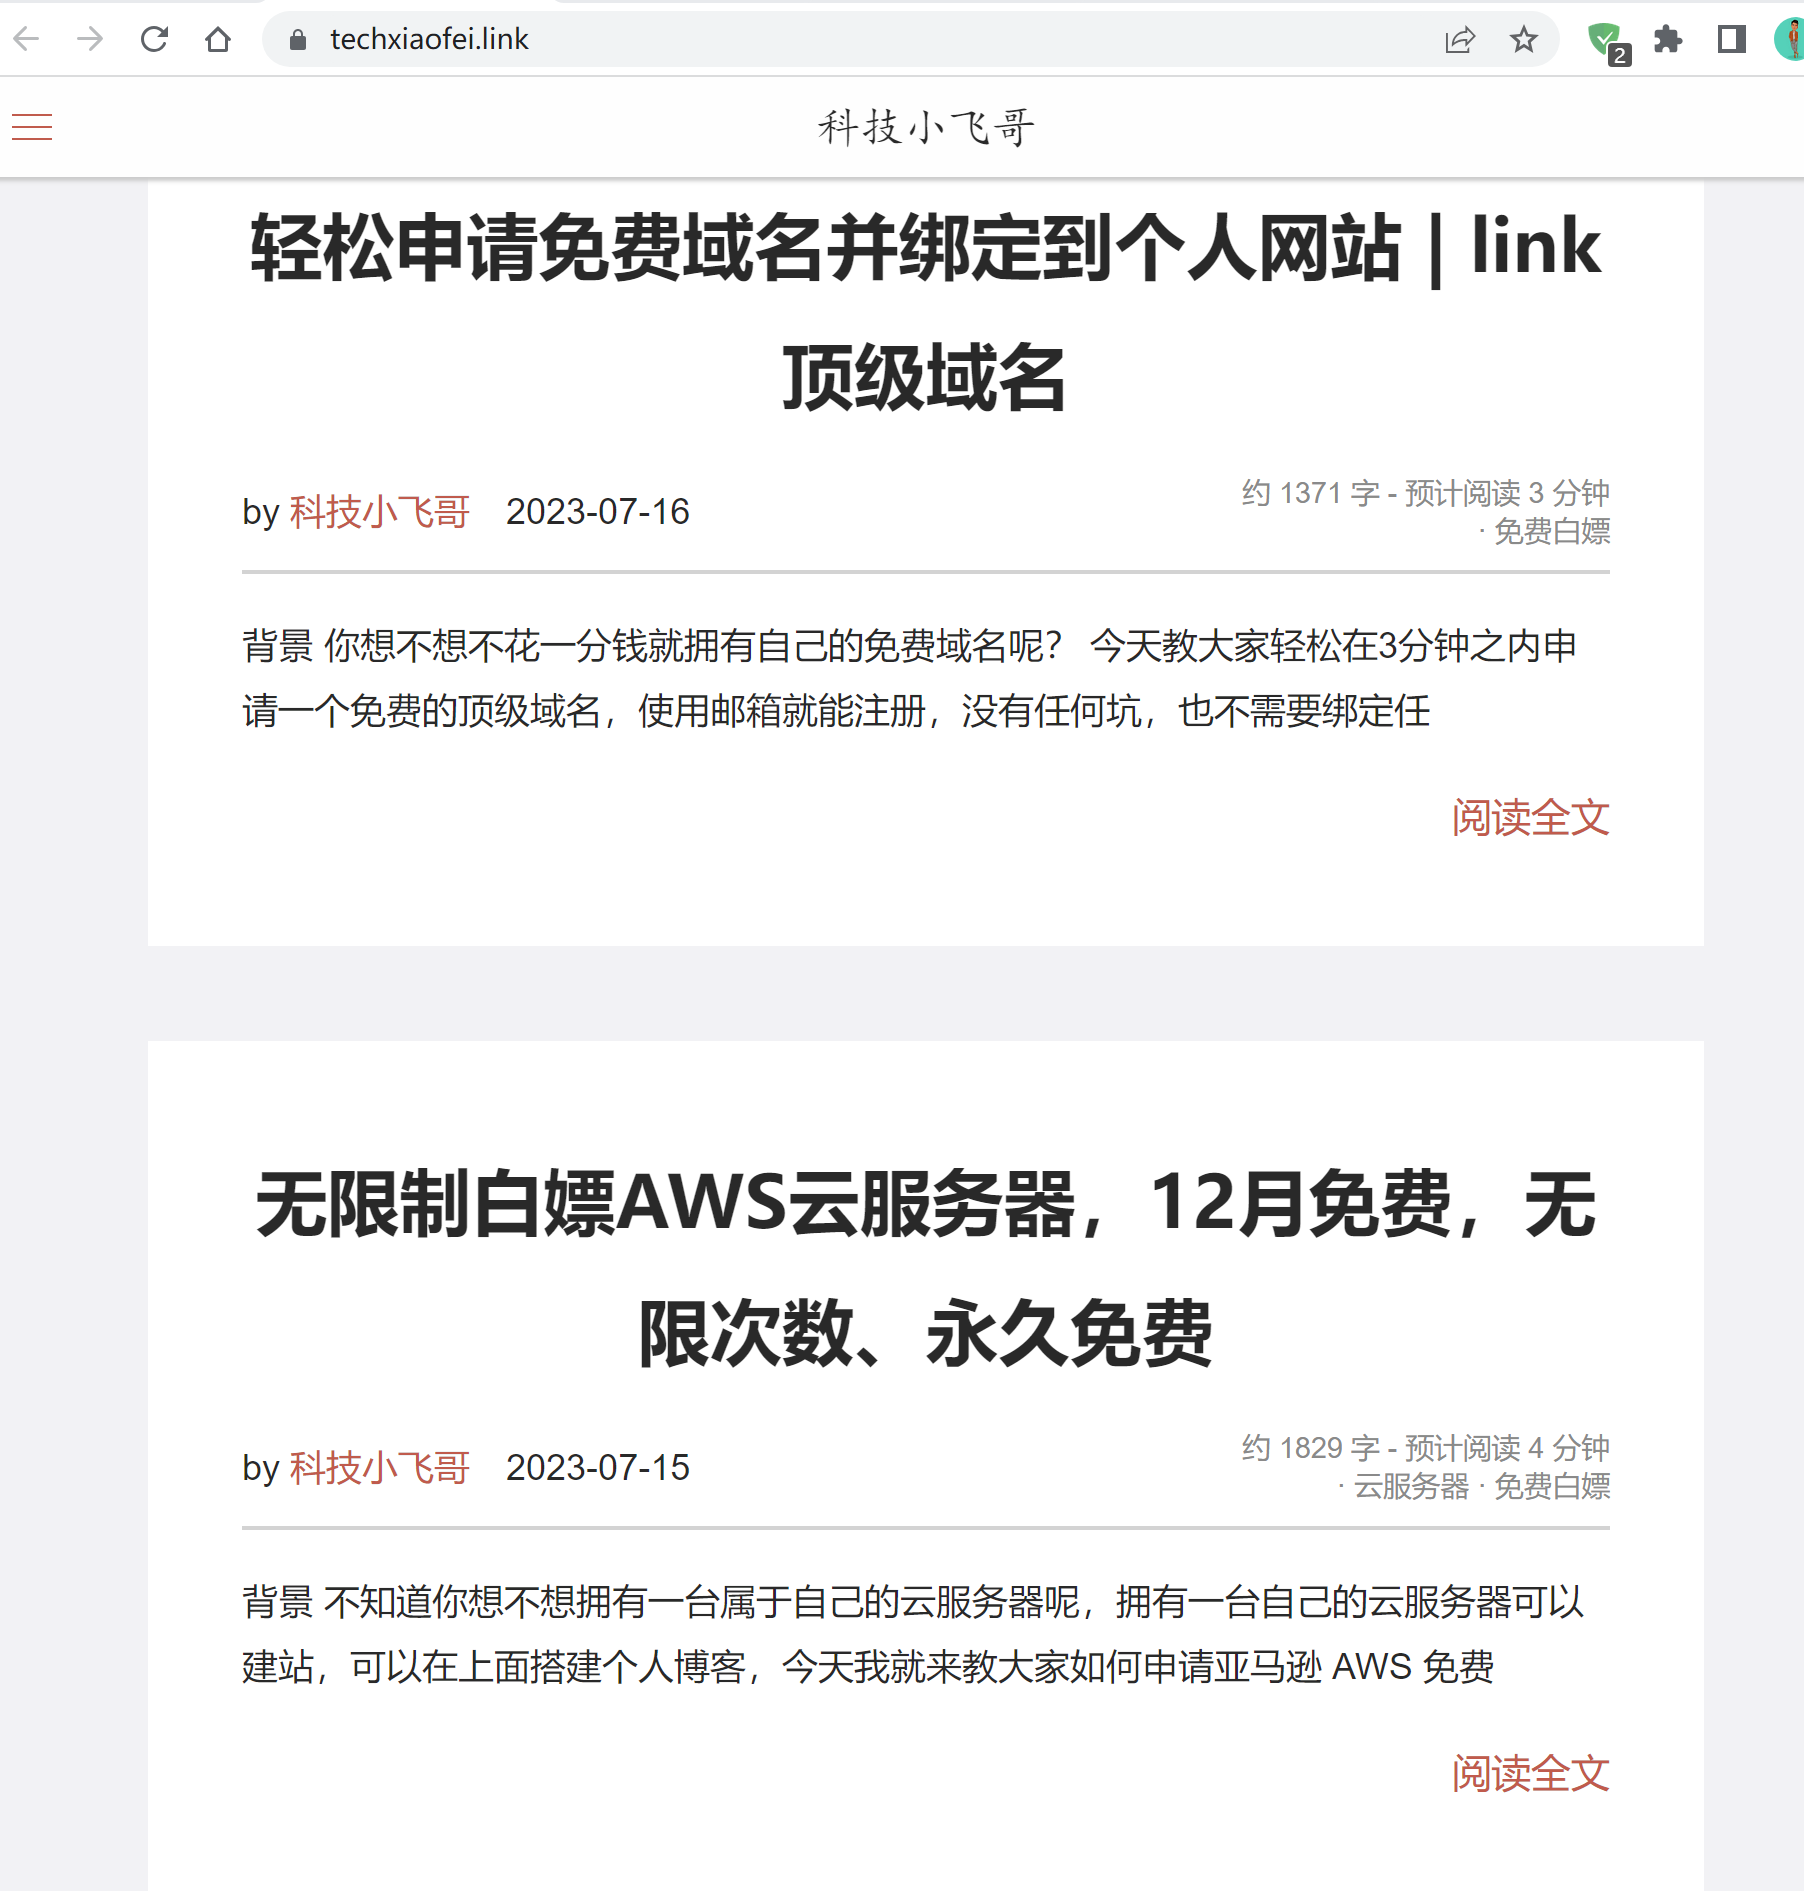 techxiaofei.link
2
科技小飞哥
轻松申请免费域名并绑定到个人网站 | link
顶级域名
by 科技小飞哥 2023-07-16
约 1371 字 - 预计阅读 3 分钟
· 免费白嫖
背景 你想不想不花一分钱就拥有自己的免费域名呢？ 今天教大家轻松在3分钟之内申
请一个免费的顶级域名，使用邮箱就能注册，没有任何坑，也不需要绑定任
阅读全文
无限制白嫖AWS云服务器，12月免费，无
限次数、永久免费
by 科技小飞哥 2023-07-15
约 1829 字 - 预计阅读 4 分钟
· 云服务器 · 免费白嫖
背景 不知道你想不想拥有一台属于自己的云服务器呢，拥有一台自己的云服务器可以
建站，可以在上面搭建个人博客，今天我就来教大家如何申请亚马逊 AWS 免费
阅读全文